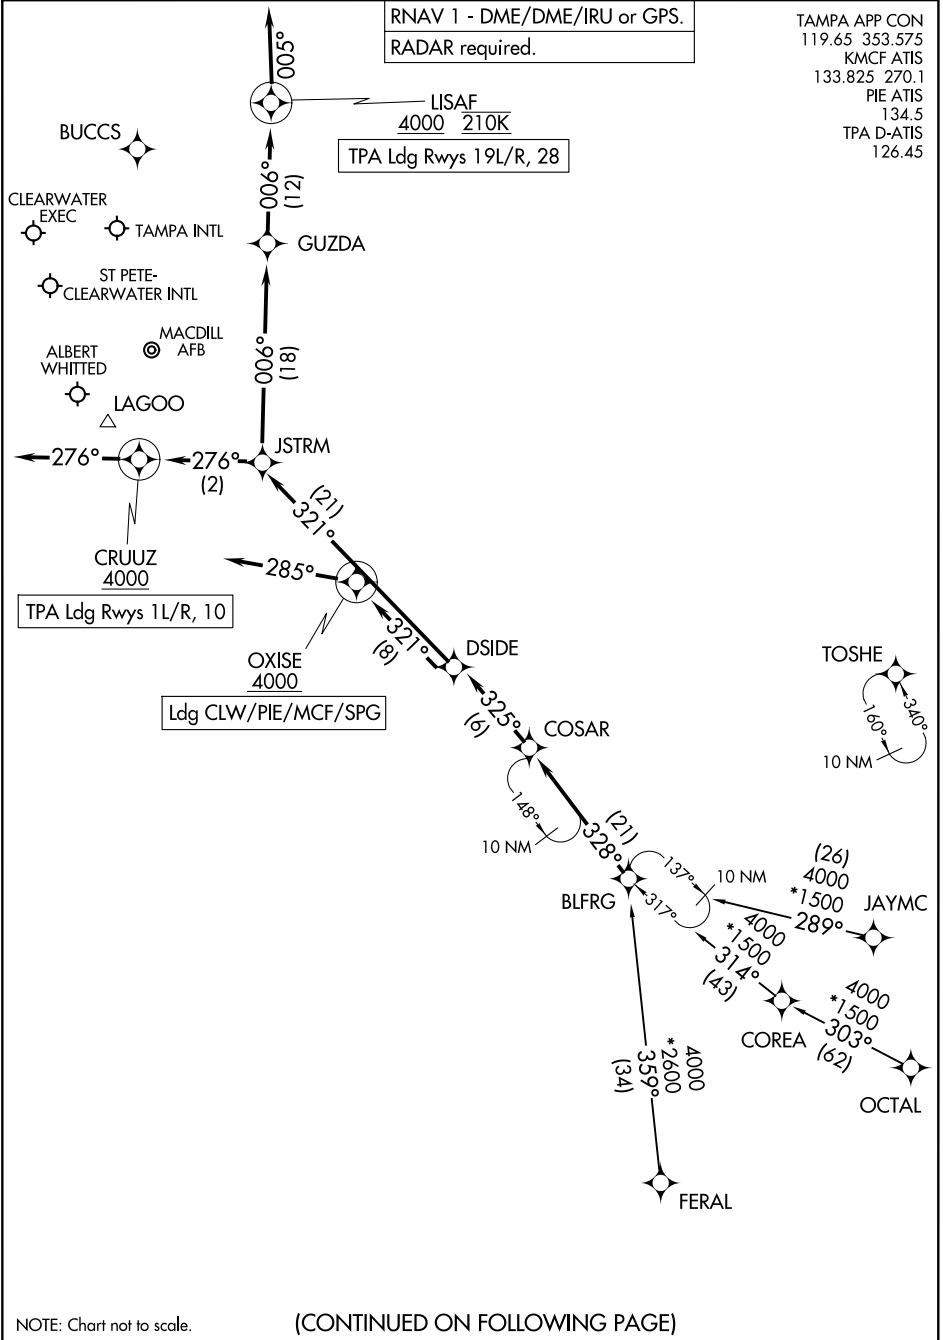 RNAV 1 - DME/DME/IRU or GPS.
RADAR required.
TAMPA APP CON
119.65 353.575
KMCF ATIS
133.825 270.1
PIE ATIS
134.5
TPA D-ATIS
126.45
005°
LISAF
4000 210K
TPA Ldg Rwys 19L/R, 28
BUCCS
006°
(12)
CLEARWATER
EXEC
TAMPA INTL
GUZDA
ST PETE-
CLEARWATER INTL
MACDILL
AFB
ALBERT
WHITTED
006°
(18)
LAGOO
JSTRM
276°
276°
(2)
(21)
321°
CRUUZ
4000
TPA Ldg Rwys 1L/R, 10
285°
321°
(8)
DSIDE
OXISE
4000
Ldg CLW/PIE/MCF/SPG
TOSHE
340°
160°
10 NM
325°
(6)
COSAR
148°
10 NM
(21)
328°
BLFRG
137°
10 NM
317°
(26)
4000
*1500
289°
JAYMC
4000
*1500
314°
(43)
COREA
4000
*1500
303°
(62)
OCTAL
4000
*2600
359°
(34)
FERAL
NOTE: Chart not to scale.
(CONTINUED ON FOLLOWING PAGE)